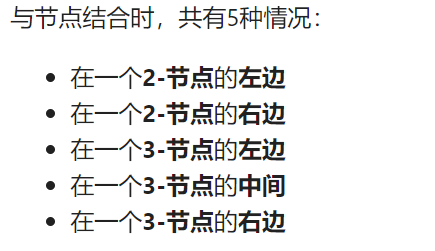 与节点结合时，共有5种情况：
• 在一个2-节点的左边
• 在一个2-节点的右边
• 在一个3-节点的左边
• 在一个3-节点的中间
• 在一个3-节点的右边